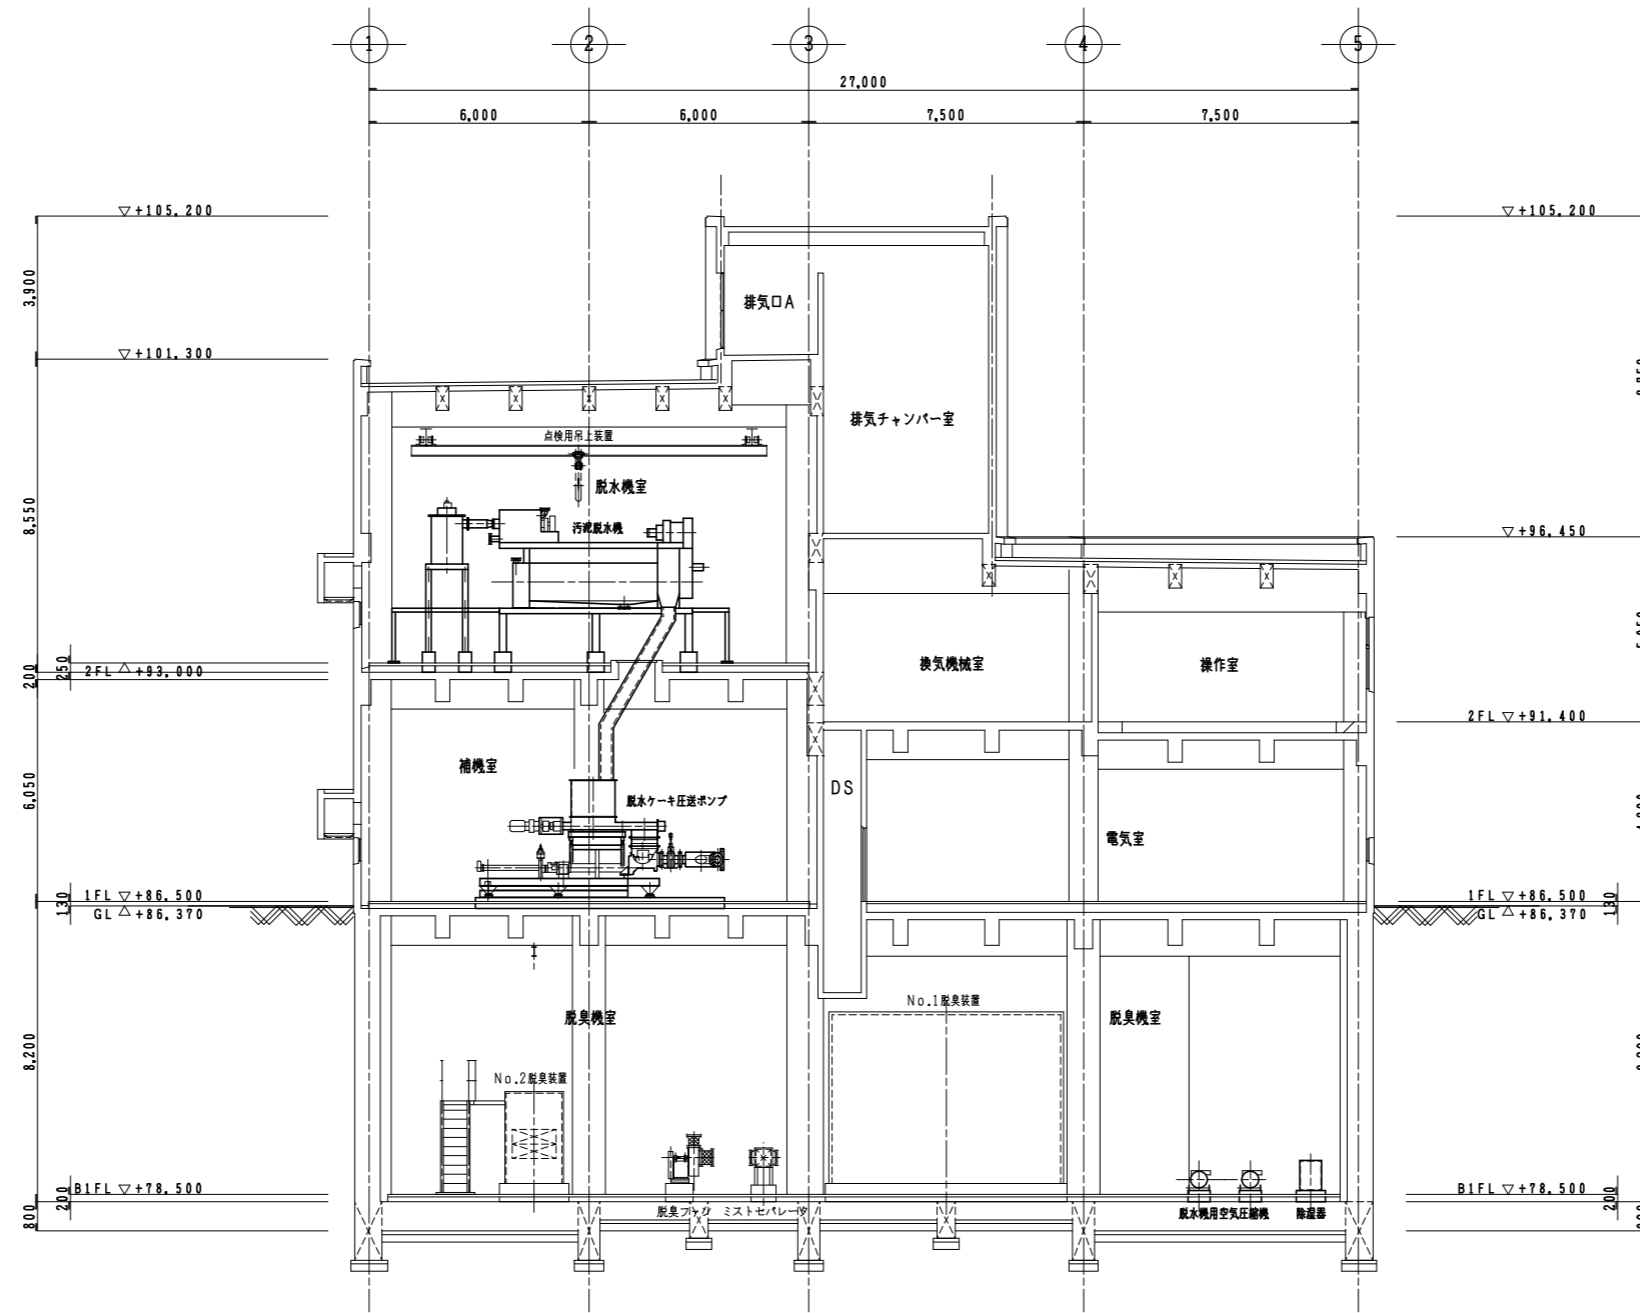 1 2 3 4 5
27,000
6,000 6,000 7,500 7,500
▽+105.200 ▽+105.200
3,900
排気口A
▽+101.300
排気チャンバー室
点検用吊上装置
脱水機室
8,550
汚泥脱水機
▽+96.450
換気機械室 操作室
200 250 2FL △+93,000
2FL ▽+91,400
補機室
DS
6,050
脱水ケーキ圧送ポンプ
電気室
130 1FL ▽+86,500 1FL ▽+86,500 130
GL △+86,370 GL △+86,370
No.1脱臭装置
脱臭機室 脱臭機室
8,200
No.2脱臭装置
B1FL ▽+78,500 B1FL ▽+78,500
200 200
800
脱臭ファン ミストセパレータ 脱水機用空気圧縮機 除湿器